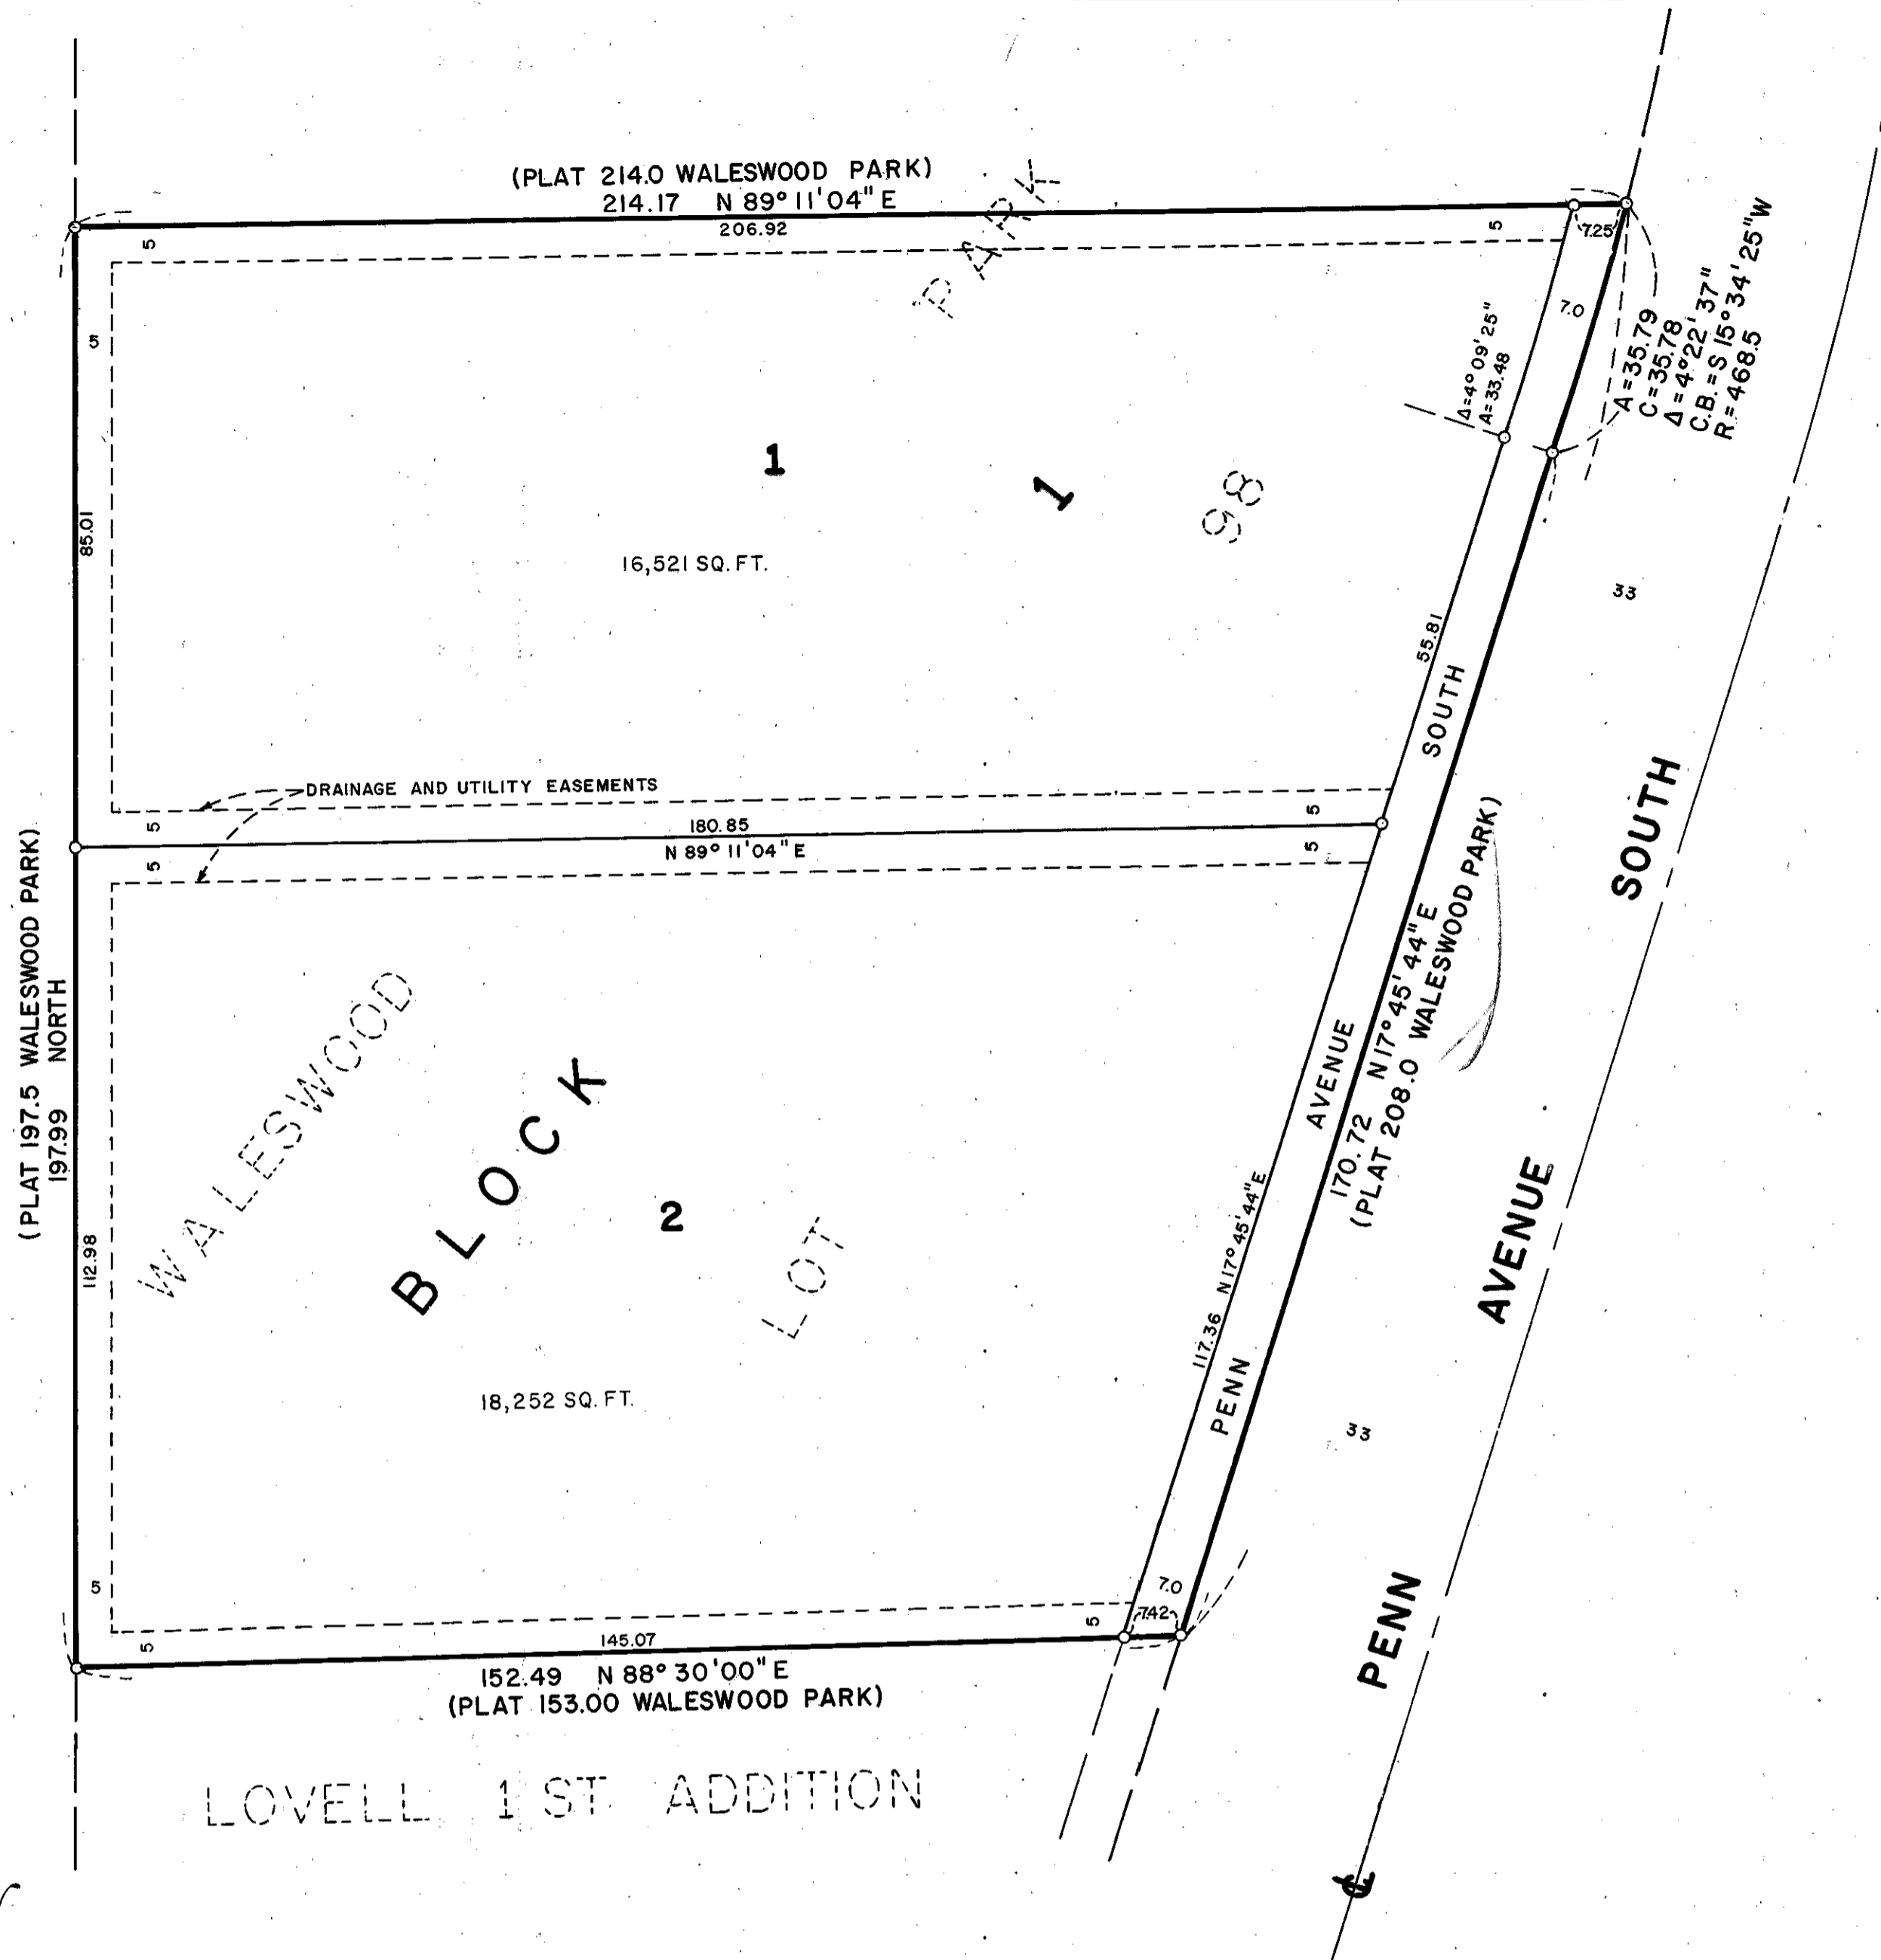 (PLAT 214.0 WALESWOOD PARK)
214.17 N 89° 11' 04" E
206.92
7.25
5
5
5
7.0
PARK
Δ=4° 09' 25"
A=33.48
A=35.79
C=35.78
Δ=4° 22' 37"
C.B.=S 15° 34' 25" W
R=468.5
1
1
98
85.01
16,521 SQ. FT.
33
55.81
SOUTH
DRAINAGE AND UTILITY EASEMENTS
5
5
180.85
N 89° 11' 04" E
5
5
SOUTH
(PLAT 197.5 WALESWOOD PARK)
197.99 NORTH
WALESWOOD
BLOCK
2
LOT
112.98
AVENUE
170.72 N 17° 45' 44" E
(PLAT 208.0 WALESWOOD PARK)
117.36 N 17° 45' 44" E
AVENUE
PENN
18,252 SQ. FT.
33
5
5
5
7.0
7.42
145.07
152.49 N 88° 30' 00" E
(PLAT 153.00 WALESWOOD PARK)
PENN
LOVELL 1 ST. ADDITION
℄